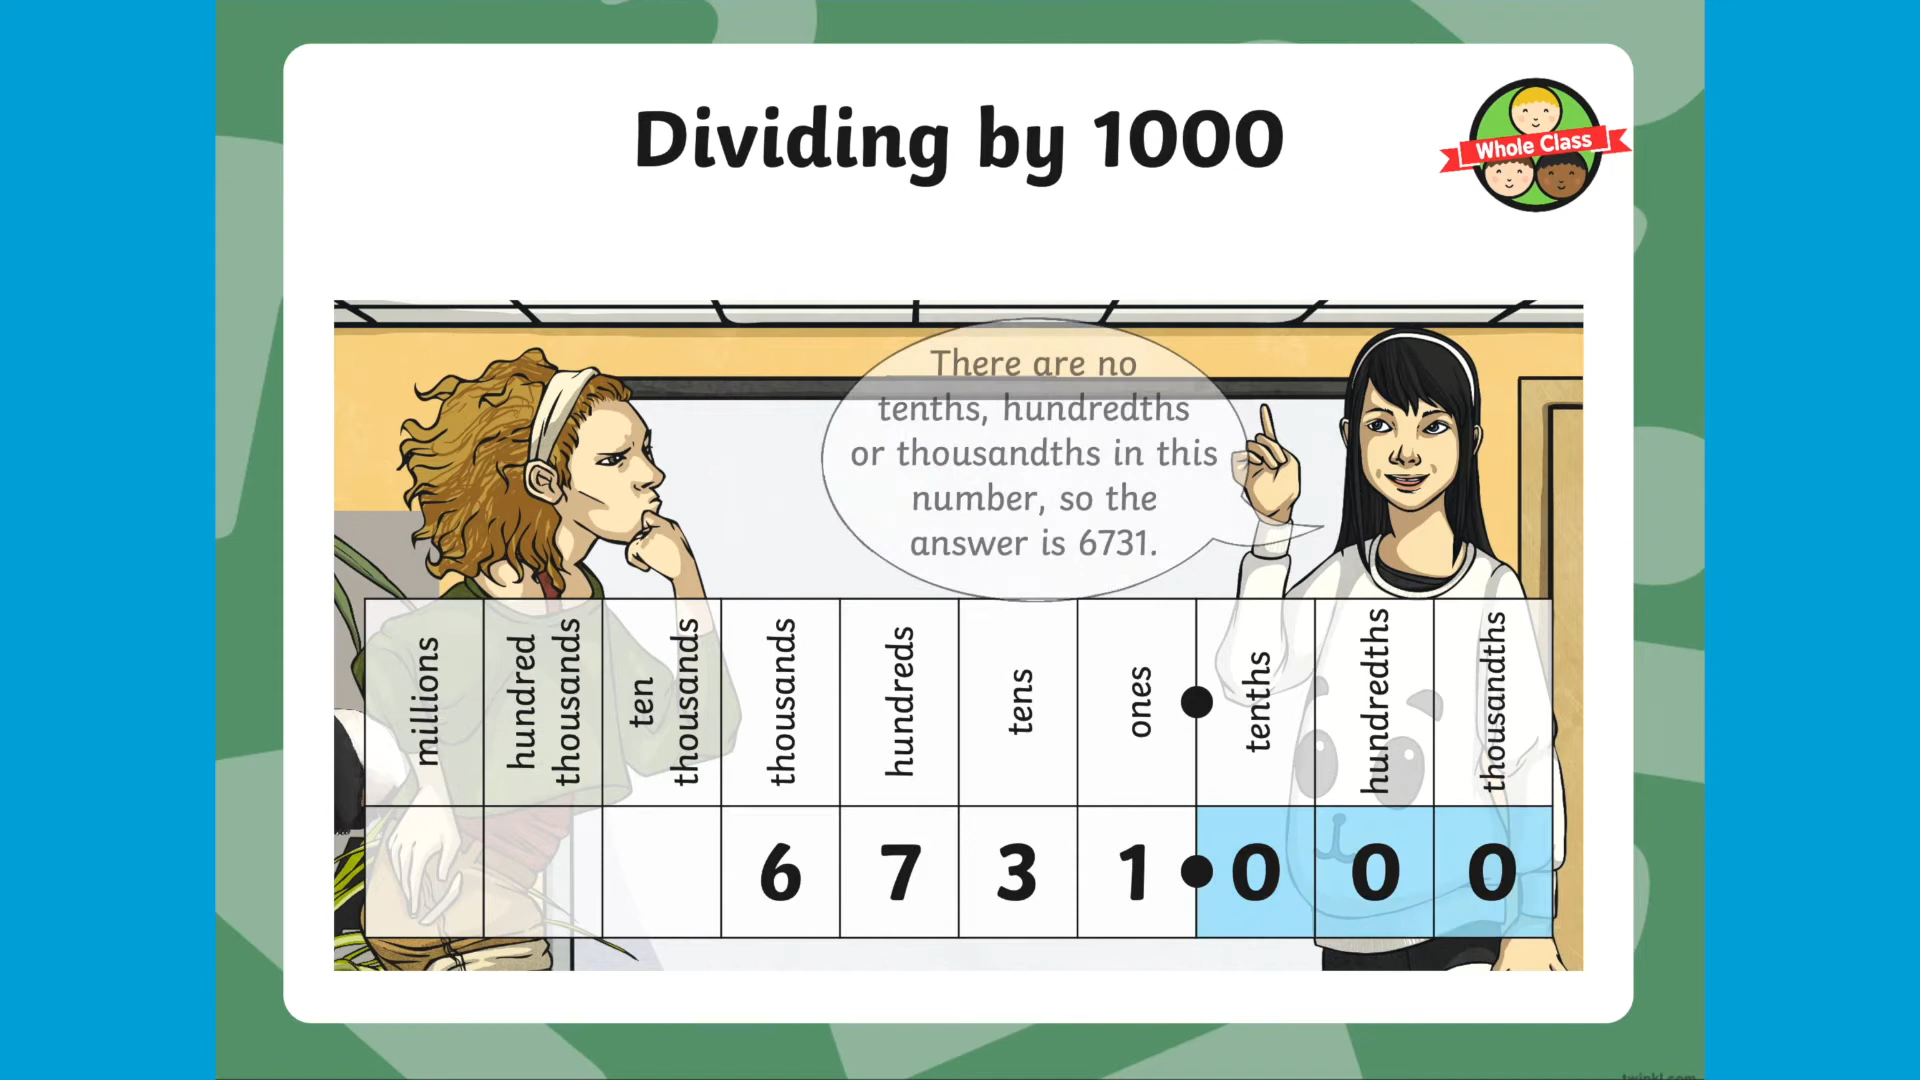 Dividing by 1000
Whole Class
There are no
tenths, hundredths
or thousandths in this
number, so the
answer is 6731.
millions
hundred
thousands
ten
thousands
thousands
hundreds
tens
ones
tenths
hundredths
thousandths
6 7 3 1 0 0 0